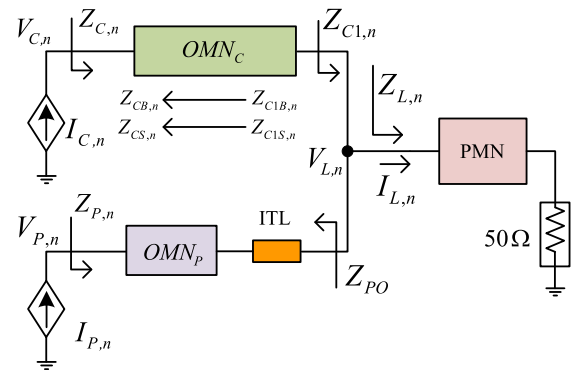 V_{C,n} Z_{C,n} OMN_C Z_{C1,n}
Z_{CB,n} Z_{C1B,n}
Z_{CS,n} Z_{C1S,n}
I_{C,n}
Z_{L,n}
V_{L,n} PMN
I_{L,n}
V_{P,n} Z_{P,n} ITL
OMN_P 50Ω
Z_{PO}
I_{P,n}